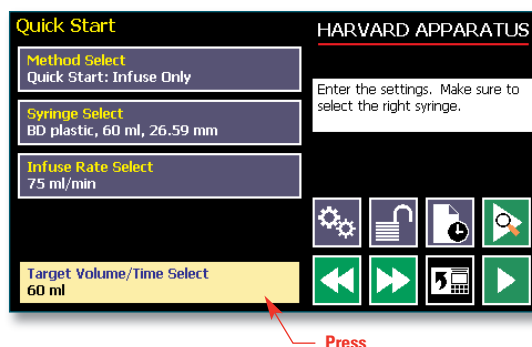 Quick Start
HARVARD APPARATUS
Method Select
Quick Start: Infuse Only
Enter the settings. Make sure to
select the right syringe.
Syringe Select
BD plastic, 60 ml, 26.59 mm
Infuse Rate Select
75 ml/min
Target Volume/Time Select
60 ml
Press